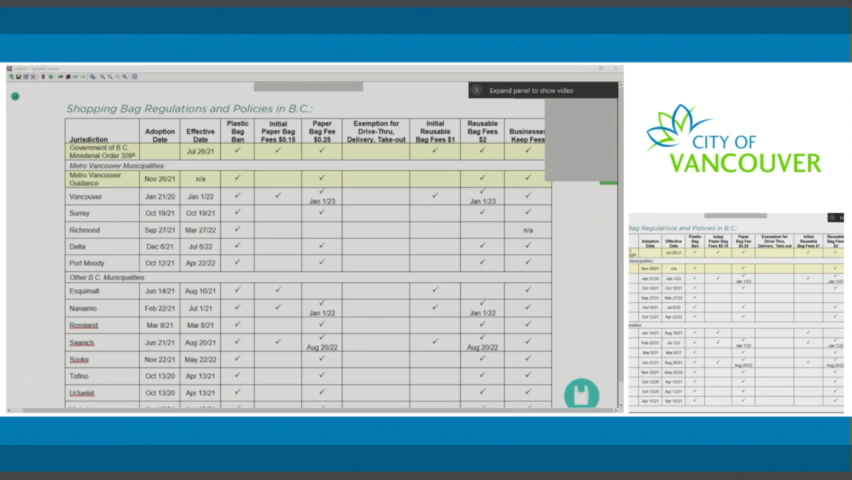 Expand panel to show video
Shopping Bag Regulations and Policies in B.C.:
Jurisdiction Adoption Date Effective Date Plastic Bag Ban Initial Paper Bag Fees $0.15 Paper Bag Fee $0.25 Exemption for Drive-Thru, Delivery, Take-out Initial Reusable Bag Fees $1 Reusable Bag Fees $2 Businesses Keep Fees
Government of B.C. Ministerial Order 309 Jul 26/21 ✓ ✓ ✓ ✓ ✓ ✓
Metro Vancouver Municipalities:
Metro Vancouver Guidance Nov 26/21 n/a ✓ ✓ ✓ ✓
Vancouver Jan 21/20 Jan 1/22 ✓ ✓ ✓ Jan 1/23 ✓ ✓ Jan 1/23 ✓
Surrey Oct 19/21 Oct 19/21 ✓ ✓ ✓ ✓
Richmond Sep 27/21 Mar 27/22 ✓ n/a
Delta Dec 6/21 Jul 6/22 ✓ ✓ ✓ ✓
Port Moody Oct 12/21 Apr 22/22 ✓ ✓ ✓ ✓
Other B.C. Municipalities:
Esquimalt Jun 14/21 Aug 16/21 ✓ ✓ ✓ ✓
Nanaimo Feb 22/21 Jul 1/21 ✓ ✓ ✓ Jan 1/22 ✓ ✓ Jan 1/22 ✓
Rossland Mar 8/21 Mar 8/21 ✓ ✓ ✓ ✓
Saanich Jun 21/21 Aug 20/21 ✓ ✓ ✓ Aug 20/22 ✓ ✓ Aug 20/22 ✓
Sooke Nov 22/21 May 22/22 ✓ ✓ ✓ ✓
Tofino Oct 13/20 Apr 13/21 ✓ ✓ ✓ ✓
Ucluelet Oct 13/20 Apr 13/21 ✓ ✓ ✓ ✓
CITY OF
VANCOUVER